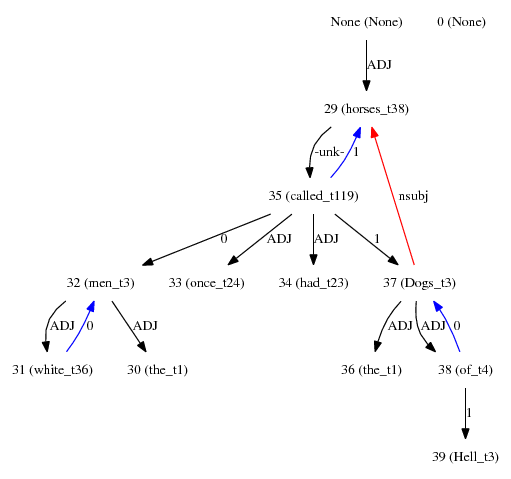 None (None) 0 (None)
ADJ
29 (horses_t38)
-unk- 1
35 (called_t119) nsubj
0 ADJ ADJ 1
32 (men_t3) 33 (once_t24) 34 (had_t23) 37 (Dogs_t3)
ADJ 0 ADJ ADJ ADJ 0
31 (white_t36) 30 (the_t1) 36 (the_t1) 38 (of_t4)
1
39 (Hell_t3)